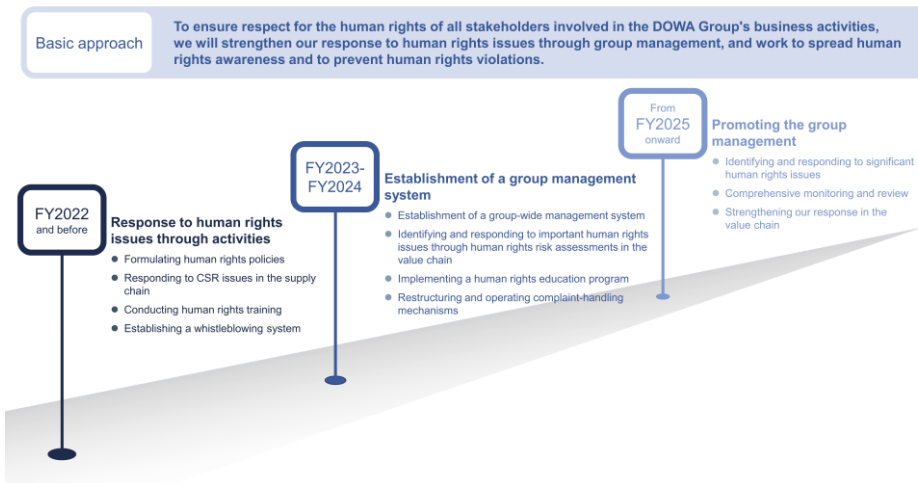 Basic approach
To ensure respect for the human rights of all stakeholders involved in the DOWA Group's business activities,
we will strengthen our response to human rights issues through group management, and work to spread human
rights awareness and to prevent human rights violations.
FY2022
and before
Response to human rights
issues through activities
● Formulating human rights policies
● Responding to CSR issues in the supply
chain
● Conducting human rights training
● Establishing a whistleblowing system
FY2023-
FY2024
Establishment of a group management
system
● Establishment of a group-wide management system
● Identifying and responding to important human rights
issues through human rights risk assessments in the
value chain
● Implementing a human rights education program
● Restructuring and operating complaint-handling
mechanisms
From
FY2025
onward
Promoting the group
management
● Identifying and responding to significant
human rights issues
● Comprehensive monitoring and review
● Strengthening our response in the
value chain